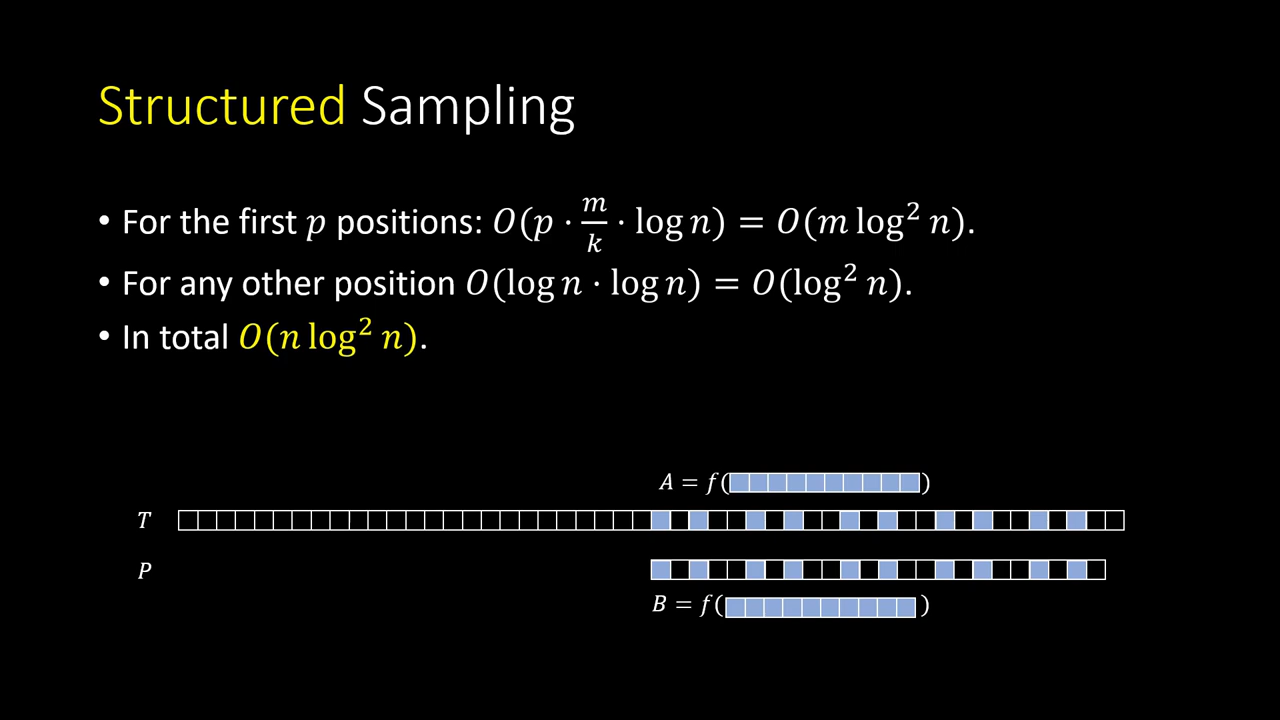 Structured Sampling
• For the first p positions: O(p · m/k · log n) = O(m log² n).
• For any other position O(log n · log n) = O(log² n).
• In total O(n log² n).
A = f( )
T
P
B = f( )